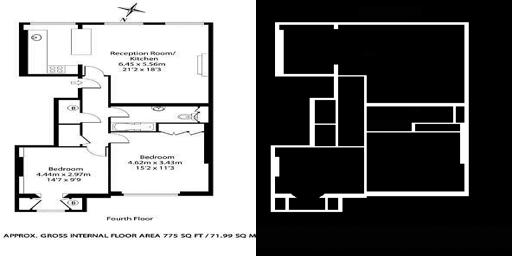 N
Reception Room/
Kitchen
6.45 x 5.56m
21'2 x 18'3
B
Bedroom
4.62m x 3.43m
15'2 x 11'3
Bedroom
4.44m x 2.97m
14'7 x 9'9
B
Fourth Floor
APPROX. GROSS INTERNAL FLOOR AREA 775 SQ FT / 71.99 SQ M